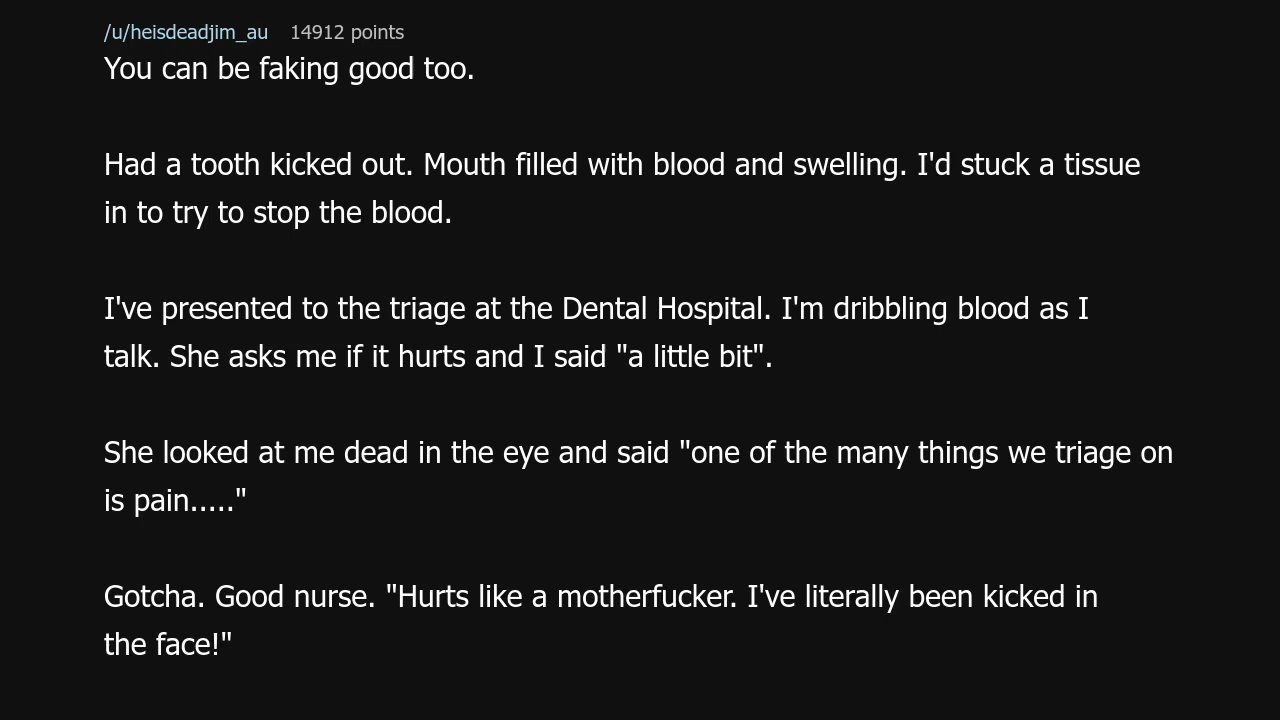 /u/heisdeadjim_au 14912 points
You can be faking good too.
Had a tooth kicked out. Mouth filled with blood and swelling. I'd stuck a tissue
in to try to stop the blood.
I've presented to the triage at the Dental Hospital. I'm dribbling blood as I
talk. She asks me if it hurts and I said "a little bit".
She looked at me dead in the eye and said "one of the many things we triage on
is pain....."
Gotcha. Good nurse. "Hurts like a motherfucker. I've literally been kicked in
the face!"